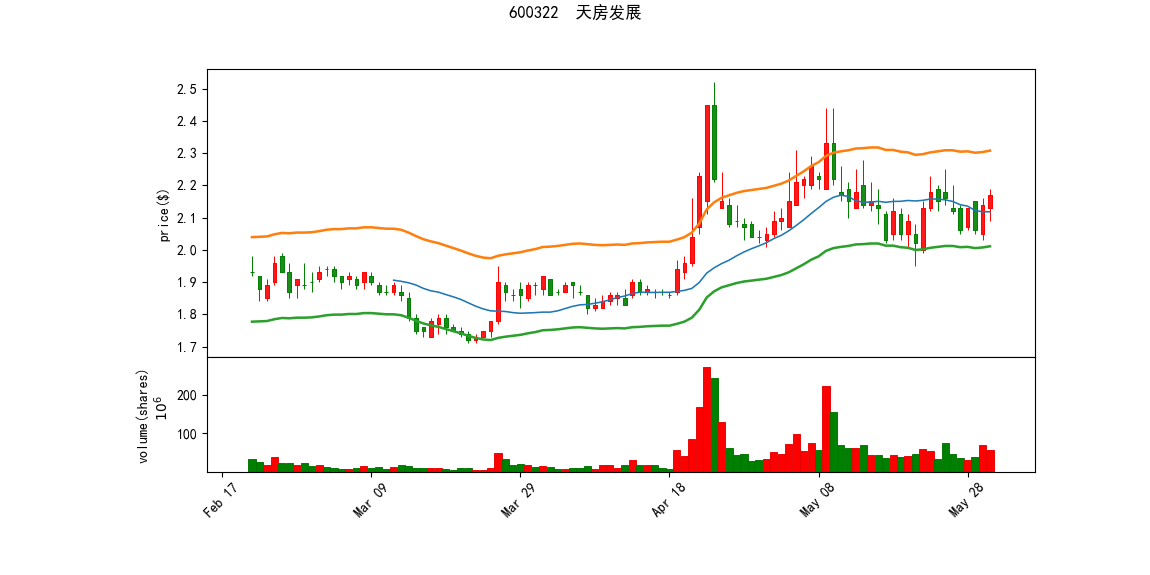 600322 天房发展
price($)
2.5
2.4
2.3
2.2
2.1
2.0
1.9
1.8
1.7
volume(shares)
10⁶
200
100
Feb 17
Mar 09
Mar 29
Apr 18
May 08
May 28